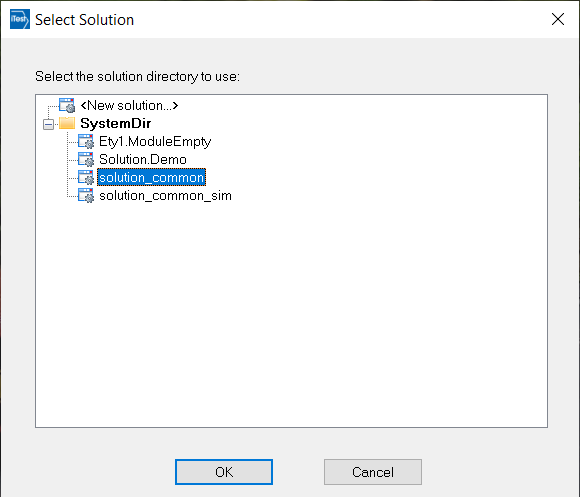 iTest
Select Solution
Select the solution directory to use:
<New solution...>
SystemDir
Ety1.ModuleEmpty
Solution.Demo
solution_common
solution_common_sim
OK
Cancel